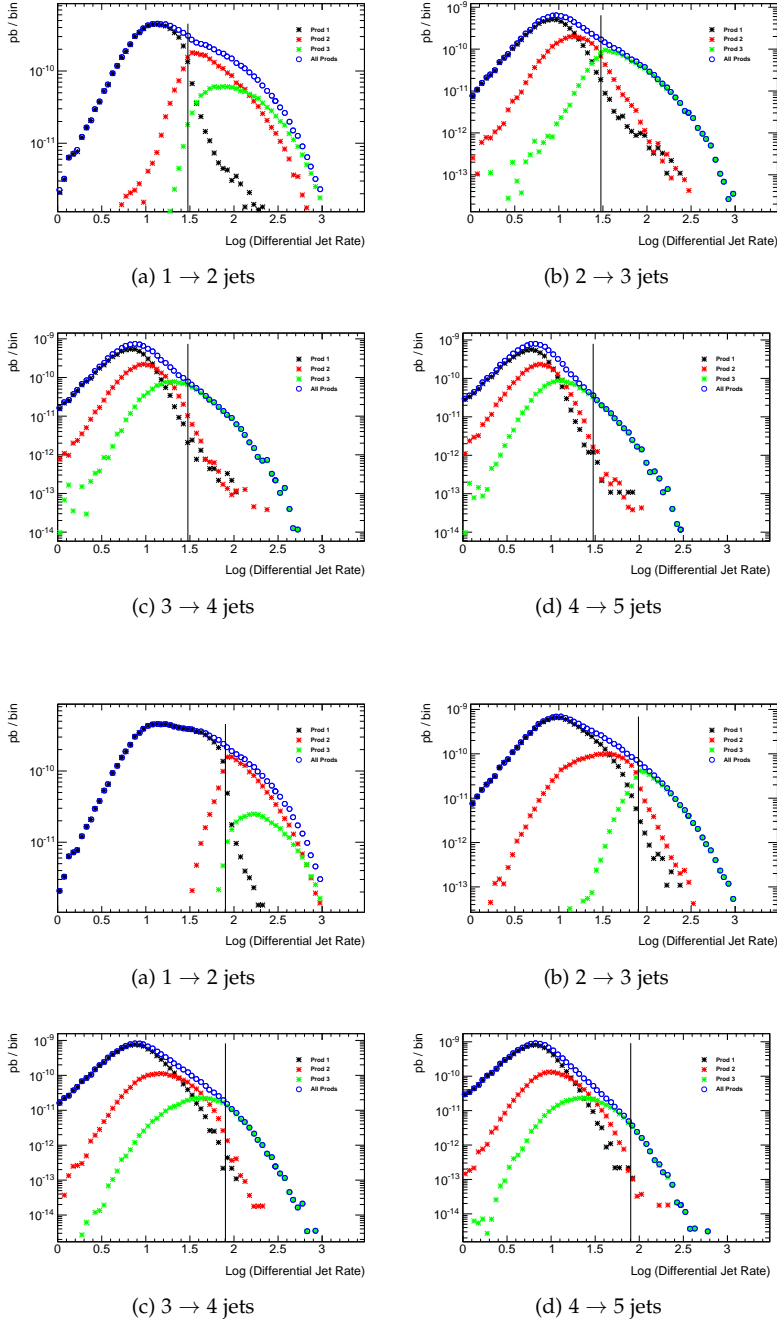 pb / bin
10⁻¹⁰
10⁻¹¹
Prod 1
Prod 2
Prod 3
All Prods
0 0.5 1 1.5 2 2.5 3
Log (Differential Jet Rate)
(a) 1 → 2 jets
pb / bin
10⁻⁹
10⁻¹⁰
10⁻¹¹
10⁻¹²
10⁻¹³
Prod 1
Prod 2
Prod 3
All Prods
0 0.5 1 1.5 2 2.5 3
Log (Differential Jet Rate)
(b) 2 → 3 jets
pb / bin
10⁻⁹
10⁻¹⁰
10⁻¹¹
10⁻¹²
10⁻¹³
10⁻¹⁴
Prod 1
Prod 2
Prod 3
All Prods
0 0.5 1 1.5 2 2.5 3
Log (Differential Jet Rate)
(c) 3 → 4 jets
pb / bin
10⁻⁹
10⁻¹⁰
10⁻¹¹
10⁻¹²
10⁻¹³
10⁻¹⁴
Prod 1
Prod 2
Prod 3
All Prods
0 0.5 1 1.5 2 2.5 3
Log (Differential Jet Rate)
(d) 4 → 5 jets
pb / bin
10⁻¹⁰
10⁻¹¹
Prod 1
Prod 2
Prod 3
All Prods
0 0.5 1 1.5 2 2.5 3
Log (Differential Jet Rate)
(a) 1 → 2 jets
pb / bin
10⁻⁹
10⁻¹⁰
10⁻¹¹
10⁻¹²
10⁻¹³
Prod 1
Prod 2
Prod 3
All Prods
0 0.5 1 1.5 2 2.5 3
Log (Differential Jet Rate)
(b) 2 → 3 jets
pb / bin
10⁻⁹
10⁻¹⁰
10⁻¹¹
10⁻¹²
10⁻¹³
10⁻¹⁴
Prod 1
Prod 2
Prod 3
All Prods
0 0.5 1 1.5 2 2.5 3
Log (Differential Jet Rate)
(c) 3 → 4 jets
pb / bin
10⁻⁹
10⁻¹⁰
10⁻¹¹
10⁻¹²
10⁻¹³
10⁻¹⁴
Prod 1
Prod 2
Prod 3
All Prods
0 0.5 1 1.5 2 2.5 3
Log (Differential Jet Rate)
(d) 4 → 5 jets